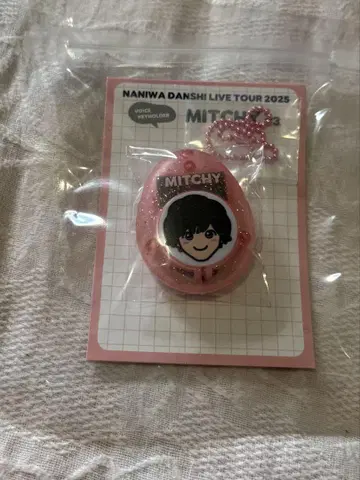 NANIWA DANSHI LIVE TOUR 2025
VOICE
KEYHOLDER
MITCHY
MITCHY